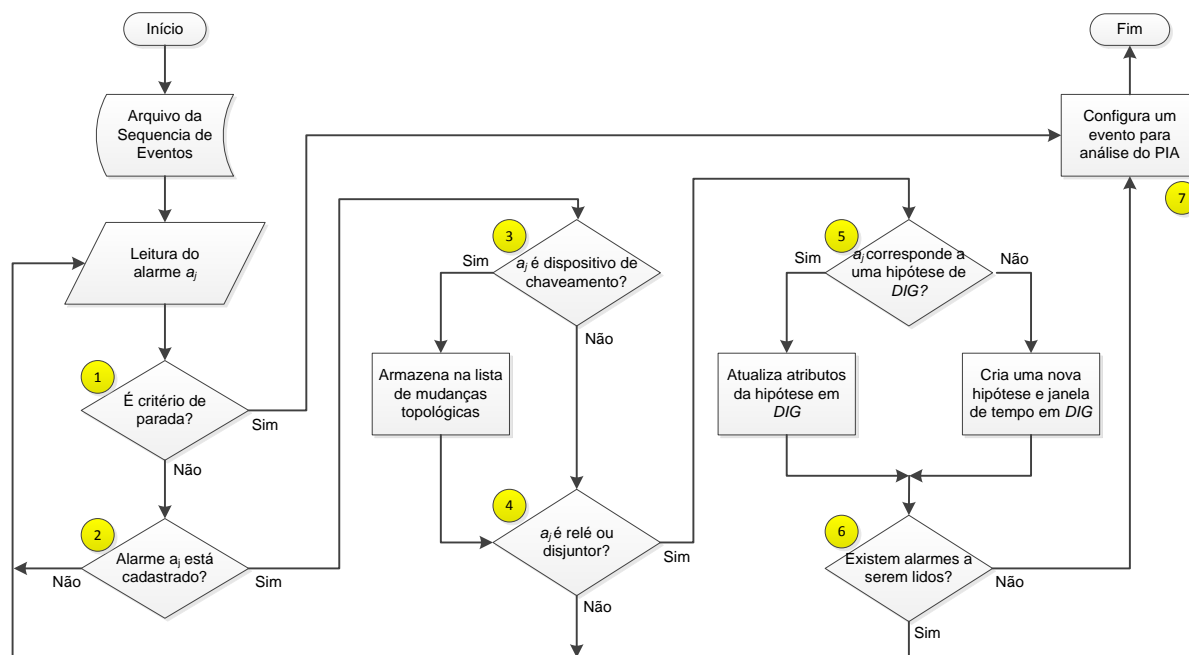 Início
Arquivo da
Sequencia de
Eventos
Leitura do
alarme aj
1
É critério de
parada?
Sim
Não
2
Alarme aj está
cadastrado?
Não
Sim
3
aj é dispositivo de
chaveamento?
Sim
Não
Armazena na lista
de mudanças
topológicas
4
aj é relé ou
disjuntor?
Sim
Não
5
aj corresponde a
uma hipótese de
DIG?
Sim
Não
Atualiza atributos
da hipótese em
DIG
Cria uma nova
hipótese e janela
de tempo em DIG
6
Existem alarmes a
serem lidos?
Não
Sim
Fim
Configura um
evento para
análise do PIA
7